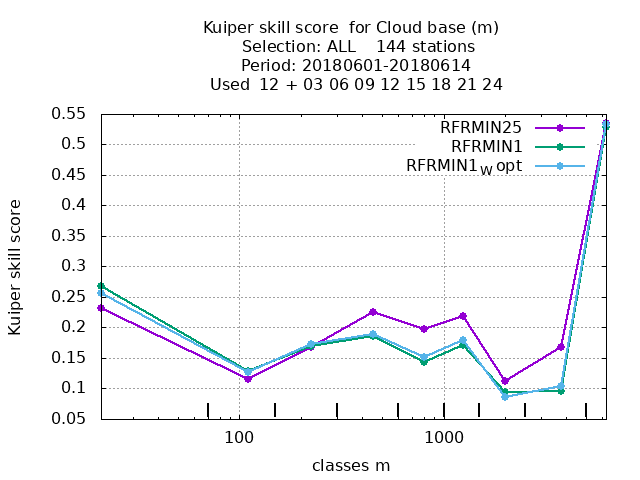 Kuiper skill score  for Cloud base (m)
Selection: ALL    144 stations
Period: 20180601-20180614
Used  12 + 03 06 09 12 15 18 21 24
RFRMIN25
RFRMIN1
RFRMIN1W opt
0.55
0.5
0.45
0.4
0.35
0.3
0.25
0.2
0.15
0.1
0.05
Kuiper skill score
100
1000
classes m